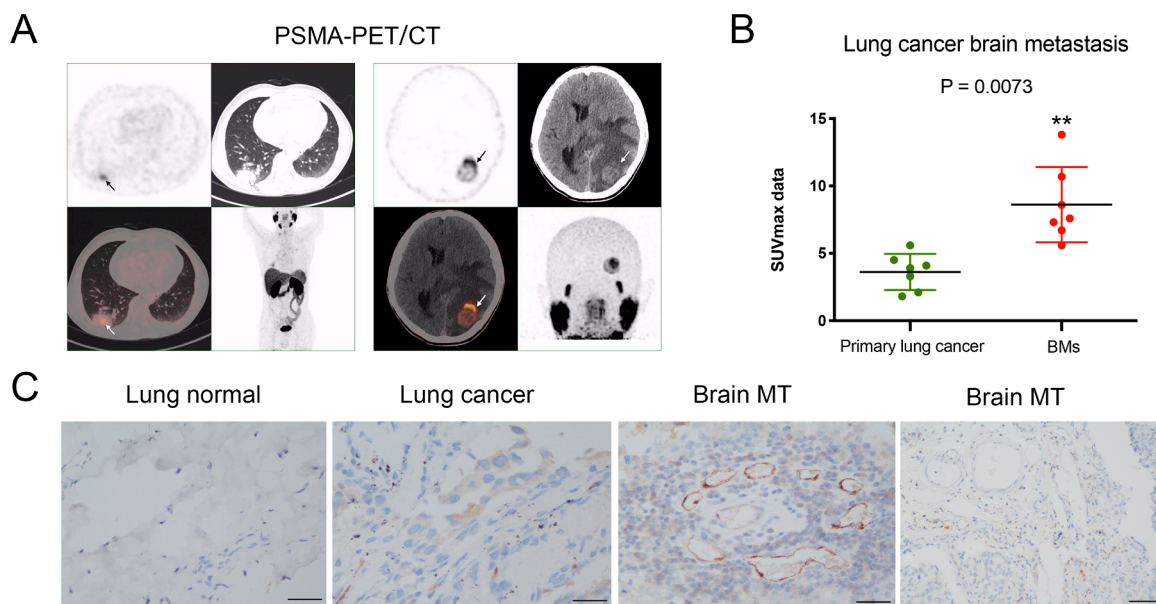 A
PSMA-PET/CT
B
Lung cancer brain metastasis
P = 0.0073
**
15
10
5
0
SUVmax data
Primary lung cancer
BMs
C
Lung normal
Lung cancer
Brain MT
Brain MT